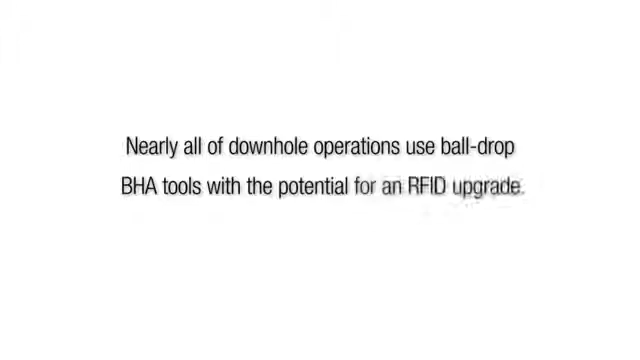 Nearly all of downhole operations use ball-drop
BHA tools with the potential for an RFID upgrade.